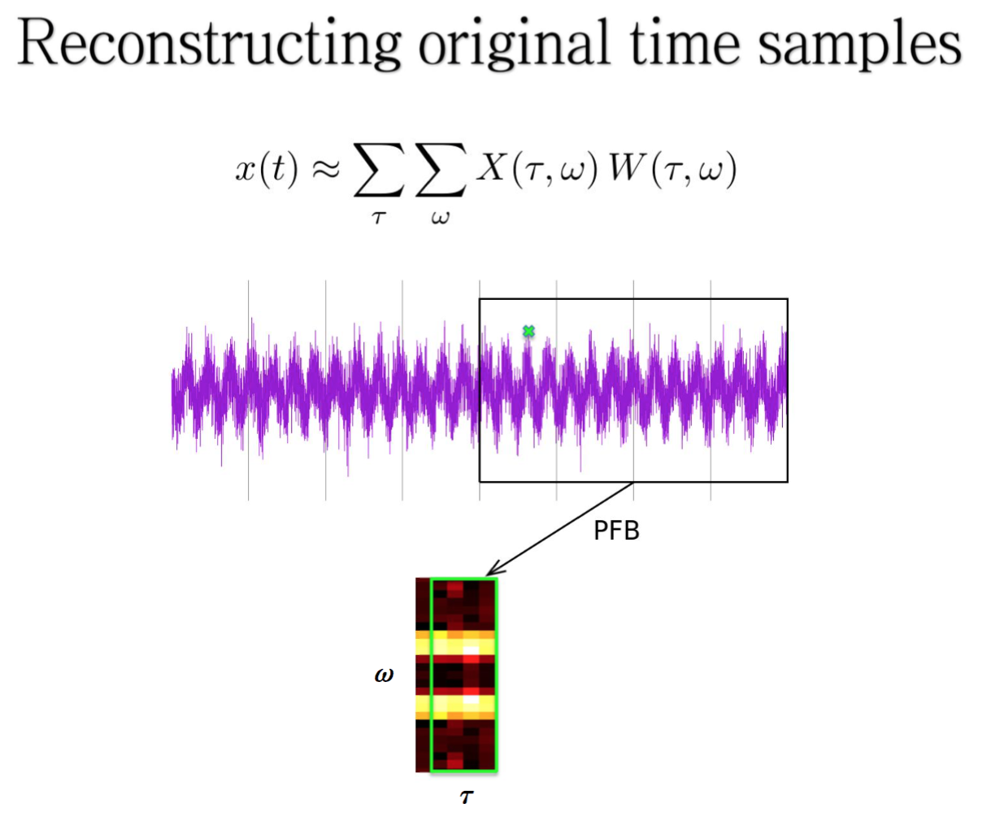 Reconstructing original time samples
x(t) ≈ ∑_τ ∑_ω X(τ, ω) W(τ, ω)
PFB
ω
τ